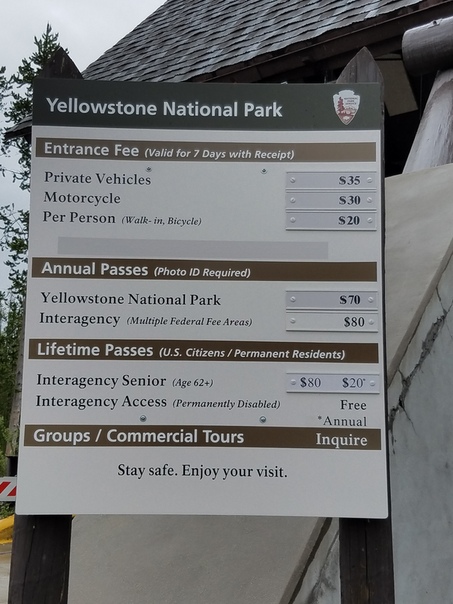 Yellowstone National Park
Entrance Fee (Valid for 7 Days with Receipt)
Private Vehicles $35
Motorcycle $30
Per Person (Walk- in, Bicycle) $20
Annual Passes (Photo ID Required)
Yellowstone National Park $70
Interagency (Multiple Federal Fee Areas) $80
Lifetime Passes (U.S. Citizens / Permanent Residents)
Interagency Senior (Age 62+) $80 $20*
Interagency Access (Permanently Disabled) Free
*Annual
Groups / Commercial Tours Inquire
Stay safe. Enjoy your visit.